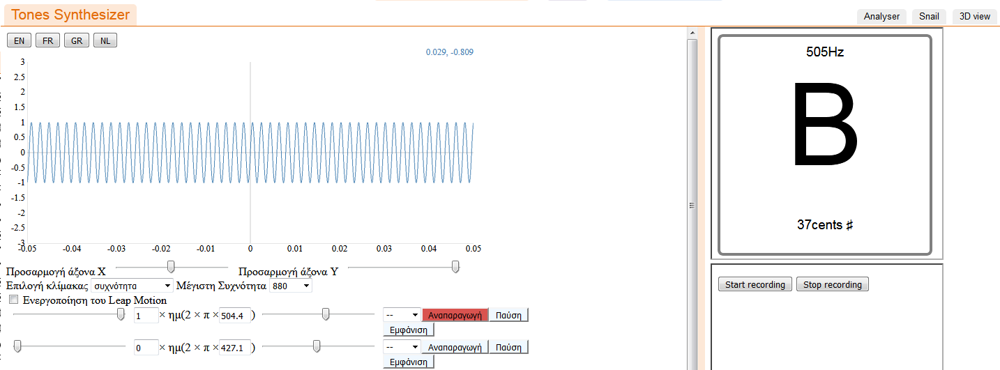 Tones Synthesizer
Analyser Snail 3D view
EN FR GR NL
0.029, -0.809
3
2.5
2
1.5
1
0.5
0
-0.5
-1
-1.5
-2
-2.5
-3
-0.05 -0.04 -0.03 -0.02 -0.01 0 0.01 0.02 0.03 0.04 0.05
Προσαρμογή άξονα X Προσαρμογή άξονα Y
Επιλογή κλίμακας συχνότητα Μέγιστη Συχνότητα 880
Ενεργοποίηση του Leap Motion
1 × ημ(2 × π × 504.4 ) -- Αναπαραγωγή Παύση
Εμφάνιση
0 × ημ(2 × π × 427.1 ) -- Αναπαραγωγή Παύση
Εμφάνιση
505Hz
B
37cents ♯
Start recording Stop recording